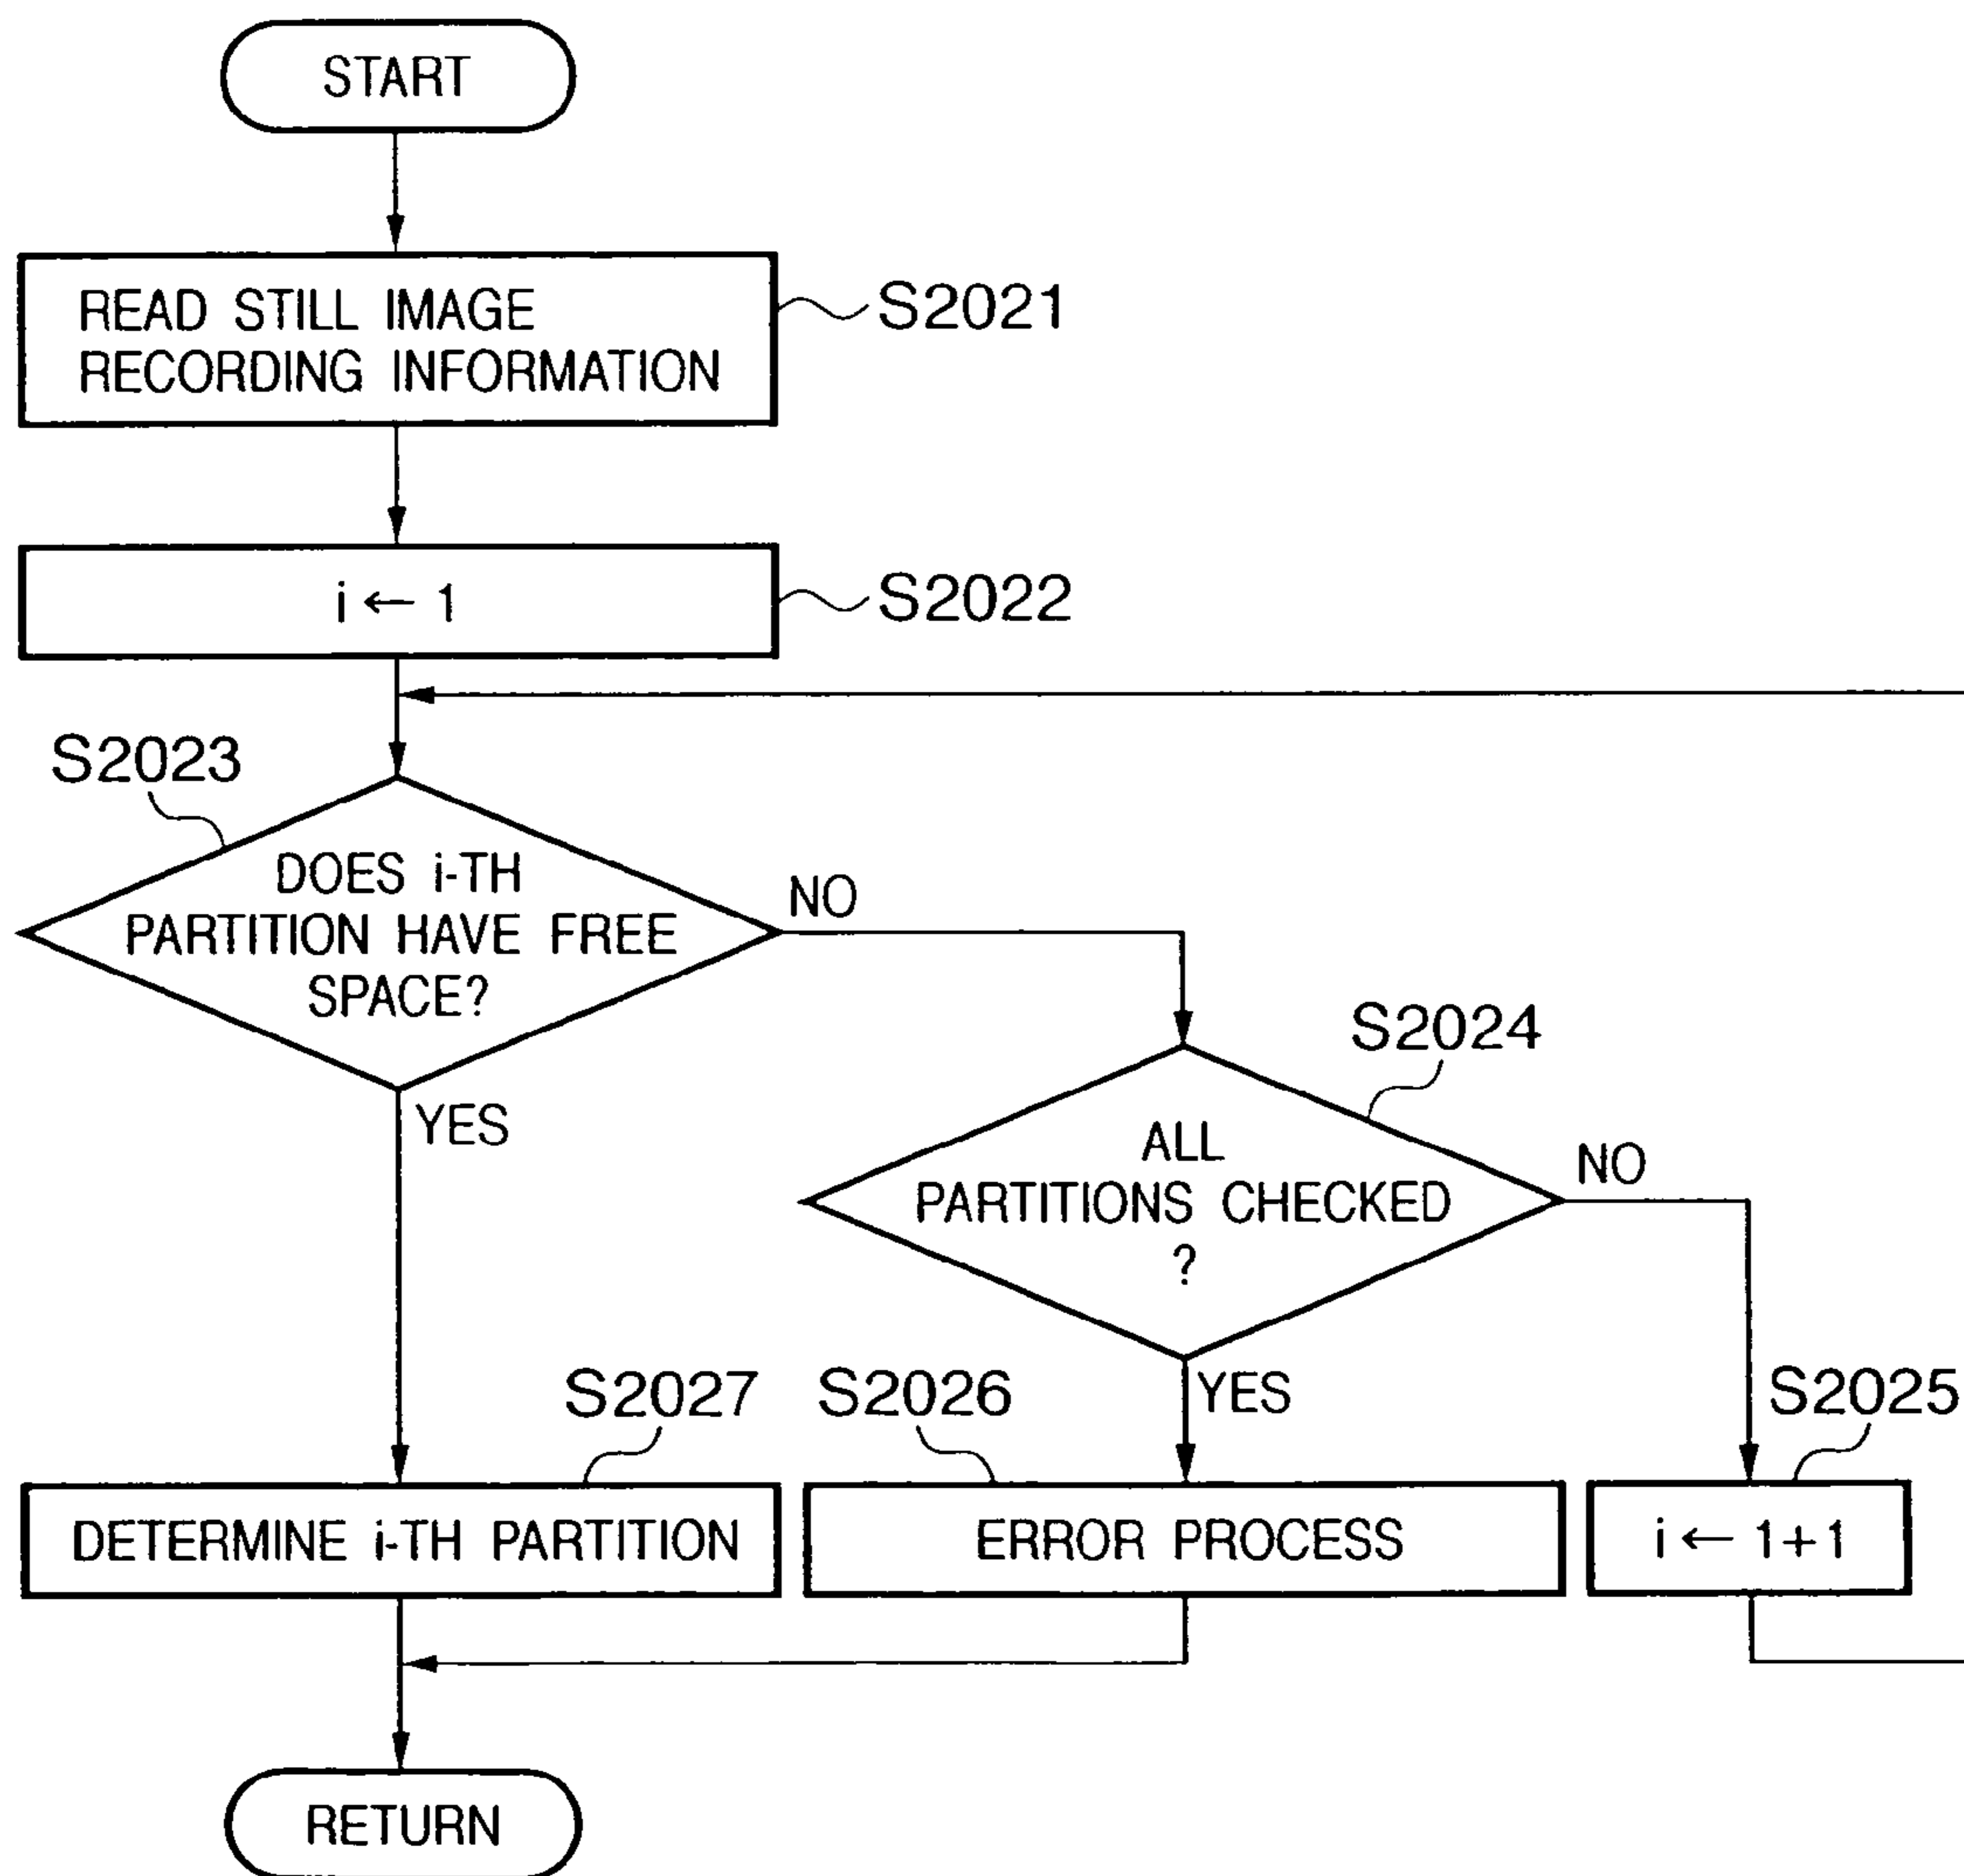 START
READ STILL IMAGE
RECORDING INFORMATION
S2021
i ← 1
S2022
S2023
DOES i-TH
PARTITION HAVE FREE
SPACE?
NO
YES
S2024
ALL
PARTITIONS CHECKED
?
NO
YES
S2027
S2026
S2025
DETERMINE i-TH PARTITION
ERROR PROCESS
i ← 1+1
RETURN